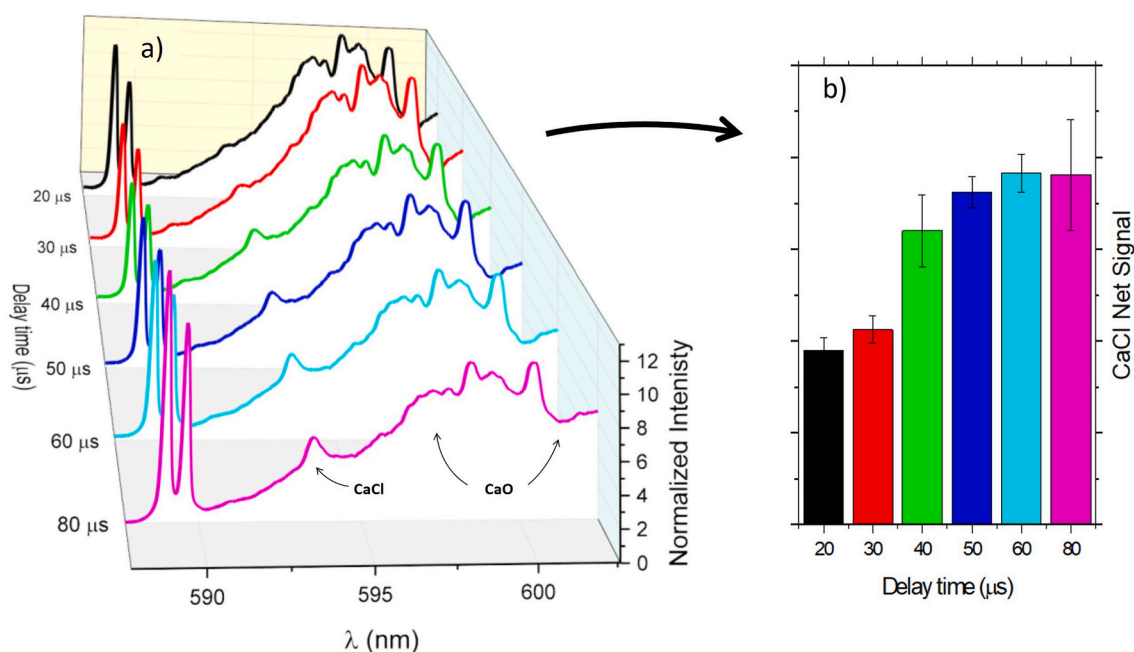 a)
20 μs
30 μs
40 μs
50 μs
60 μs
80 μs
Delay time (μs)
CaCl
CaO
590
595
600
λ (nm)
0
2
4
6
8
10
12
Normalized Intenisty
b)
20
30
40
50
60
80
Delay time (μs)
CaCl Net Signal